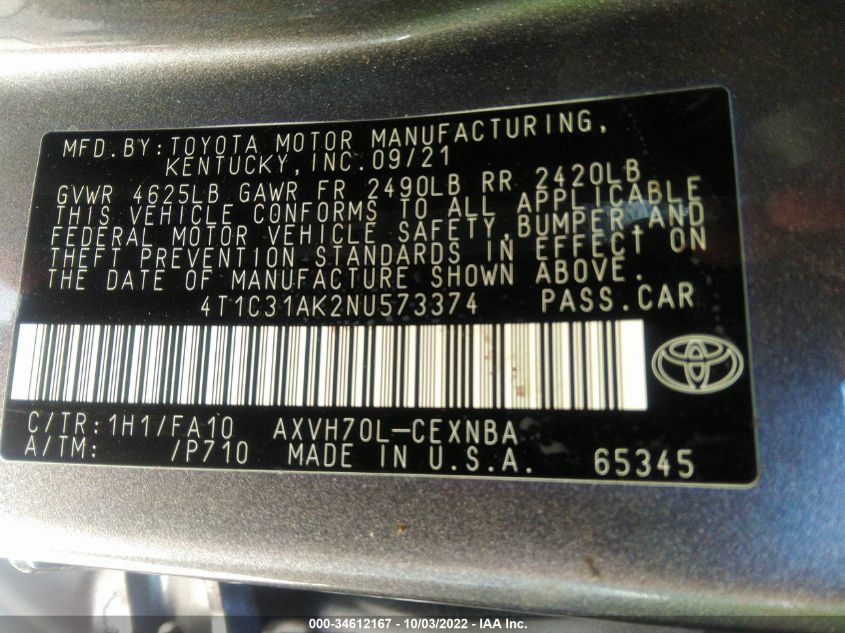 MFD.BY:TOYOTA MOTOR MANUFACTURING,
KENTUCKY,INC.09/21
GVWR 4625LB GAWR FR 2490LB RR 2420LB
THIS VEHICLE CONFORMS TO ALL APPLICABLE
FEDERAL MOTOR VEHICLE SAFETY,BUMPER,AND
THEFT PREVENTION STANDARDS IN EFFECT ON
THE DATE OF MANUFACTURE SHOWN ABOVE.
4T1C31AK2NU573374 PASS.CAR
C/TR:1H1/FA10 AXVH70L-CEXNBA
A/TM: /P710 MADE IN U.S.A. 65345
000-34612167 - 10/03/2022 - IAA Inc.